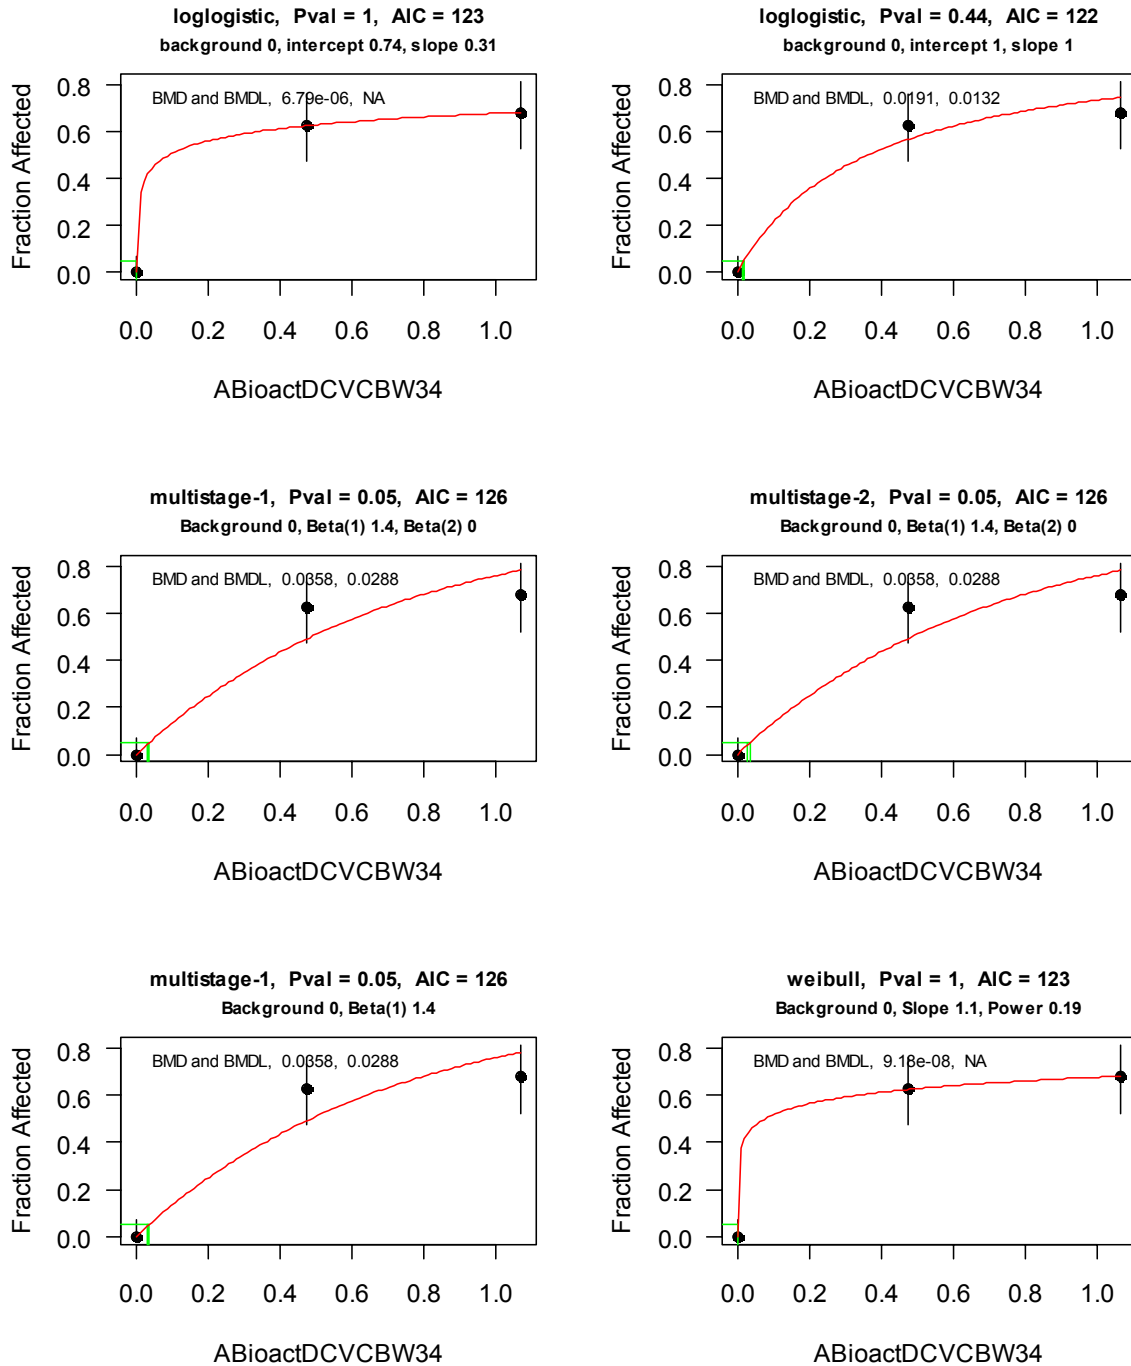 loglogistic, Pval = 1, AIC = 123
background 0, intercept 0.74, slope 0.31
BMD and BMDL, 6.79e-06, NA
Fraction Affected
0.8
0.6
0.4
0.2
0.0
0.0 0.2 0.4 0.6 0.8 1.0
ABioactDCVCBW34
loglogistic, Pval = 0.44, AIC = 122
background 0, intercept 1, slope 1
BMD and BMDL, 0.0191, 0.0132
Fraction Affected
0.8
0.6
0.4
0.2
0.0
0.0 0.2 0.4 0.6 0.8 1.0
ABioactDCVCBW34
multistage-1, Pval = 0.05, AIC = 126
Background 0, Beta(1) 1.4, Beta(2) 0
BMD and BMDL, 0.0358, 0.0288
Fraction Affected
0.8
0.6
0.4
0.2
0.0
0.0 0.2 0.4 0.6 0.8 1.0
ABioactDCVCBW34
multistage-2, Pval = 0.05, AIC = 126
Background 0, Beta(1) 1.4, Beta(2) 0
BMD and BMDL, 0.0358, 0.0288
Fraction Affected
0.8
0.6
0.4
0.2
0.0
0.0 0.2 0.4 0.6 0.8 1.0
ABioactDCVCBW34
multistage-1, Pval = 0.05, AIC = 126
Background 0, Beta(1) 1.4
BMD and BMDL, 0.0358, 0.0288
Fraction Affected
0.8
0.6
0.4
0.2
0.0
0.0 0.2 0.4 0.6 0.8 1.0
ABioactDCVCBW34
weibull, Pval = 1, AIC = 123
Background 0, Slope 1.1, Power 0.19
BMD and BMDL, 9.18e-08, NA
Fraction Affected
0.8
0.6
0.4
0.2
0.0
0.0 0.2 0.4 0.6 0.8 1.0
ABioactDCVCBW34